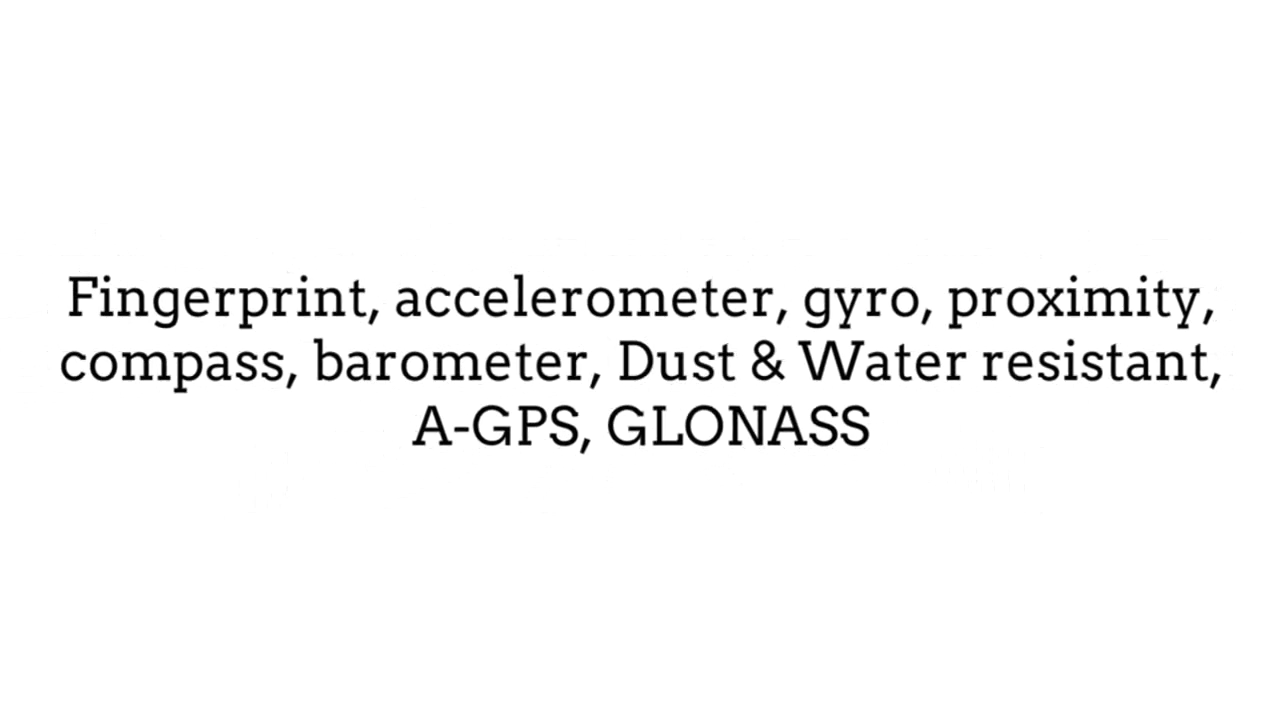 Fingerprint, accelerometer, gyro, proximity,
compass, barometer, Dust & Water resistant,
A-GPS, GLONASS